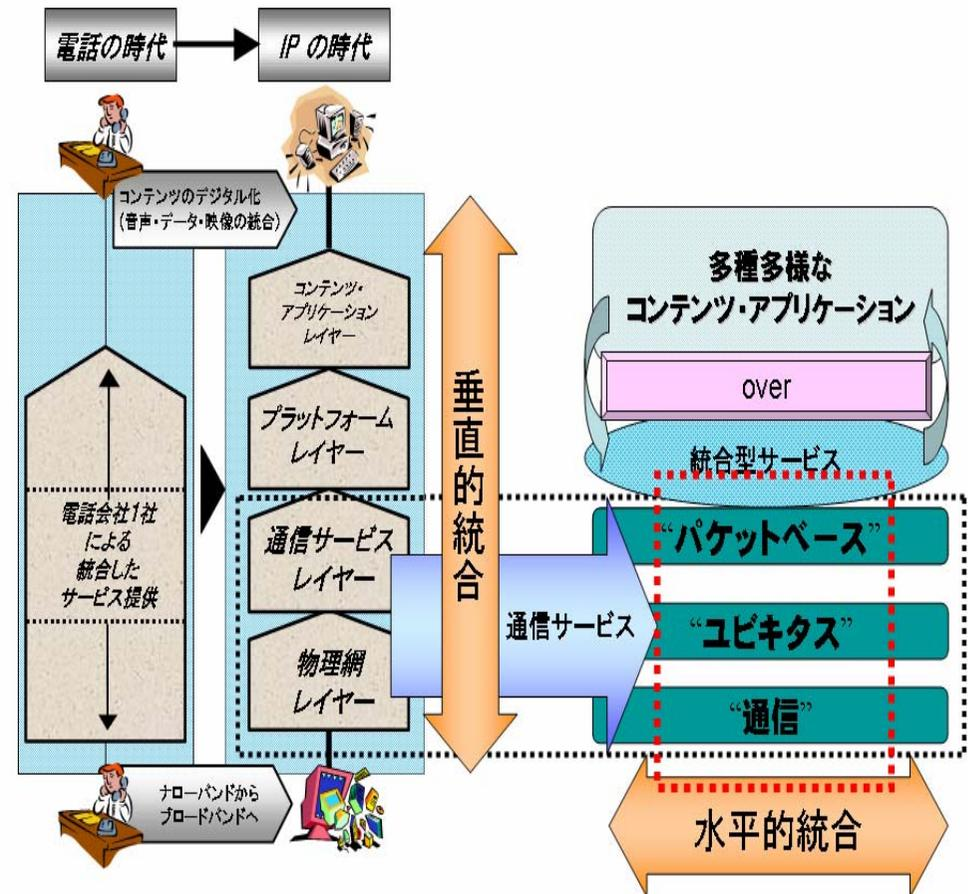 電話の時代
IP の時代
コンテンツのデジタル化
(音声・データ・映像の統合)
電話会社1社
による
統合した
サービス提供
コンテンツ・
アプリケーション
レイヤー
プラットフォーム
レイヤー
通信サービス
レイヤー
物理網
レイヤー
ナローバンドから
ブロードバンドへ
垂直的統合
通信サービス
多種多様な
コンテンツ・アプリケーション
over
統合型サービス
“パケットベース”
“ユビキタス”
“通信”
水平的統合